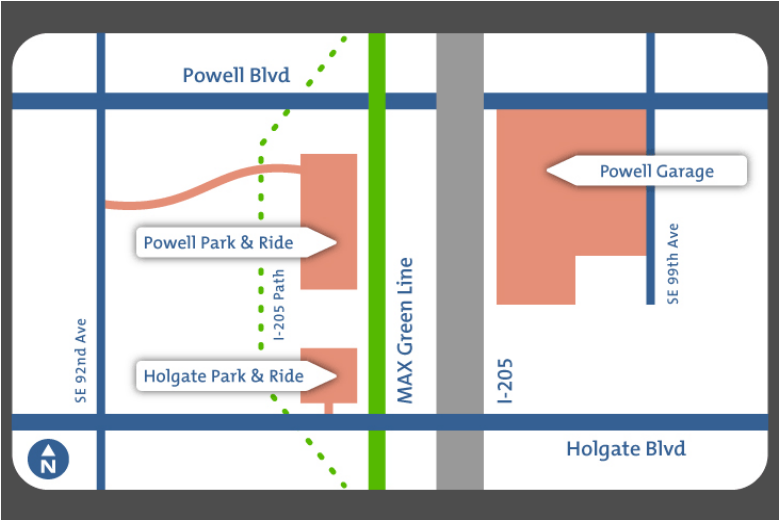 Powell Blvd
Powell Garage
Powell Park & Ride
SE 99th Ave
I-205 Path
MAX Green Line
SE 92nd Ave
Holgate Park & Ride
I-205
Holgate Blvd
N